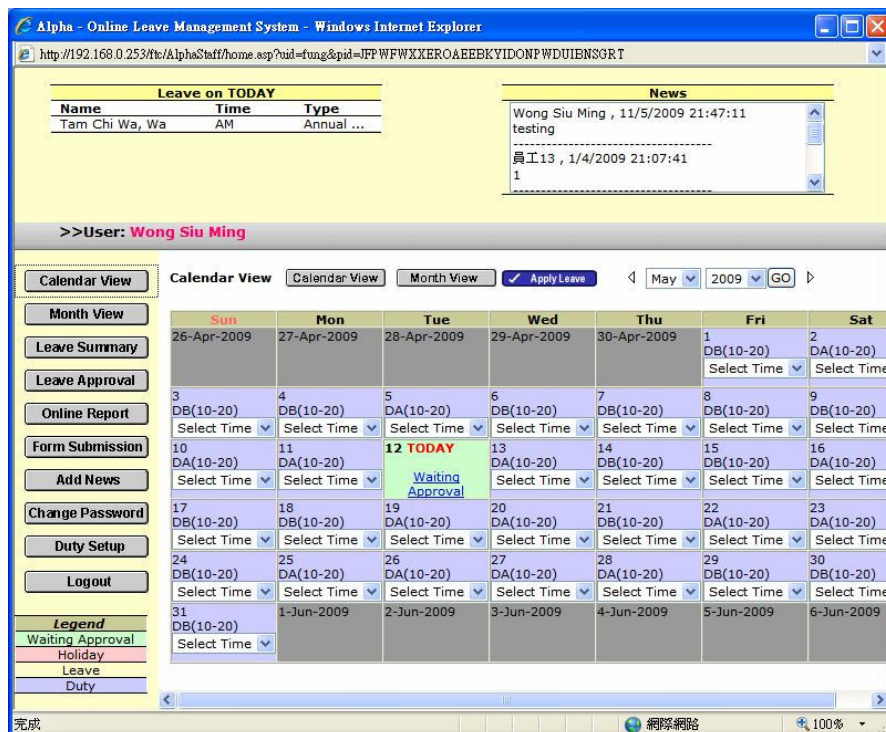 Alpha - Online Leave Management System - Windows Internet Explorer
http://192.168.0.253/ftc/AlphaStaff/home.asp?uid=fung&pid=JFPWFWXXEROAEEBKYIDONPWDUIBNSGRT
Leave on TODAY
Name Time Type
Tam Chi Wa, Wa AM Annual ...
News
Wong Siu Ming , 11/5/2009 21:47:11
testing
------------------------------------
員工13 , 1/4/2009 21:07:41
1
------------------------------------
>>User: Wong Siu Ming
Calendar View
Month View
Leave Summary
Leave Approval
Online Report
Form Submission
Add News
Change Password
Duty Setup
Logout
Legend
Waiting Approval
Holiday
Leave
Duty
Calendar View Calendar View Month View Apply Leave May 2009 GO
Sun Mon Tue Wed Thu Fri Sat
26-Apr-2009 27-Apr-2009 28-Apr-2009 29-Apr-2009 30-Apr-2009 1 2
DB(10-20) DA(10-20)
Select Time Select Time
3 4 5 6 7 8 9
DB(10-20) DB(10-20) DA(10-20) DB(10-20) DB(10-20) DB(10-20) DB(10-20)
Select Time Select Time Select Time Select Time Select Time Select Time Select Time
10 11 12 TODAY 13 14 15 16
DA(10-20) DA(10-20) DA(10-20) DB(10-20) DB(10-20) DA(10-20)
Select Time Select Time Waiting Select Time Select Time Select Time Select Time
Approval
17 18 19 20 21 22 23
DB(10-20) DB(10-20) DA(10-20) DA(10-20) DB(10-20) DA(10-20) DA(10-20)
Select Time Select Time Select Time Select Time Select Time Select Time Select Time
24 25 26 27 28 29 30
DB(10-20) DA(10-20) DA(10-20) DA(10-20) DA(10-20) DB(10-20) DB(10-20)
Select Time Select Time Select Time Select Time Select Time Select Time Select Time
31 1-Jun-2009 2-Jun-2009 3-Jun-2009 4-Jun-2009 5-Jun-2009 6-Jun-2009
DB(10-20)
Select Time
完成 網際網路 100%